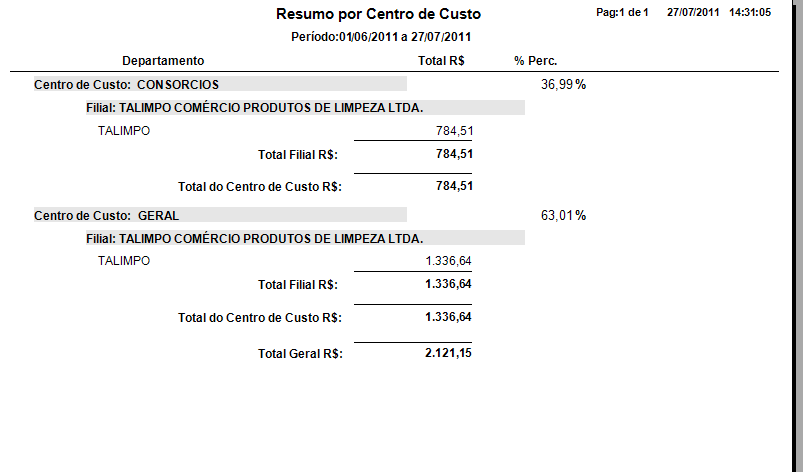 Resumo por Centro de Custo Pag:1 de 1 27/07/2011 14:31:05
Período:01/06/2011 a 27/07/2011
Departamento Total R$ % Perc.
Centro de Custo: CONSORCIOS 36,99%
Filial: TALIMPO COMÉRCIO PRODUTOS DE LIMPEZA LTDA.
TALIMPO 784,51
Total Filial R$: 784,51
Total do Centro de Custo R$: 784,51
Centro de Custo: GERAL 63,01%
Filial: TALIMPO COMÉRCIO PRODUTOS DE LIMPEZA LTDA.
TALIMPO 1.336,64
Total Filial R$: 1.336,64
Total do Centro de Custo R$: 1.336,64
Total Geral R$: 2.121,15